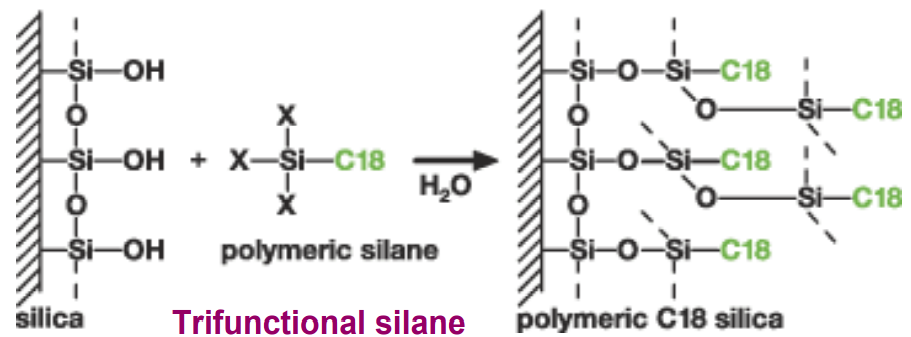 Si—OH
O
Si—OH + X—Si—C18
X
X
O
Si—OH
H₂O
polymeric silane
silica
Trifunctional silane
Si—O—Si—C18
O
O—Si—C18
Si—O—Si—C18
O
O—Si—C18
Si—O—Si—C18
polymeric C18 silica